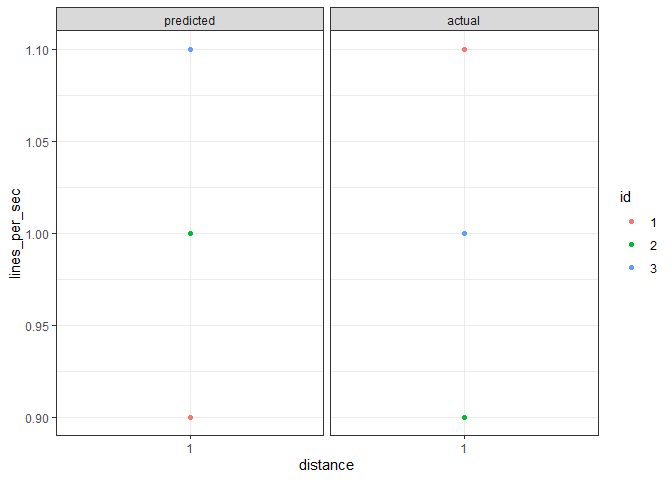 predicted
actual
1.10
1.05
1.00
0.95
0.90
lines_per_sec
1
1
distance
id
1
2
3